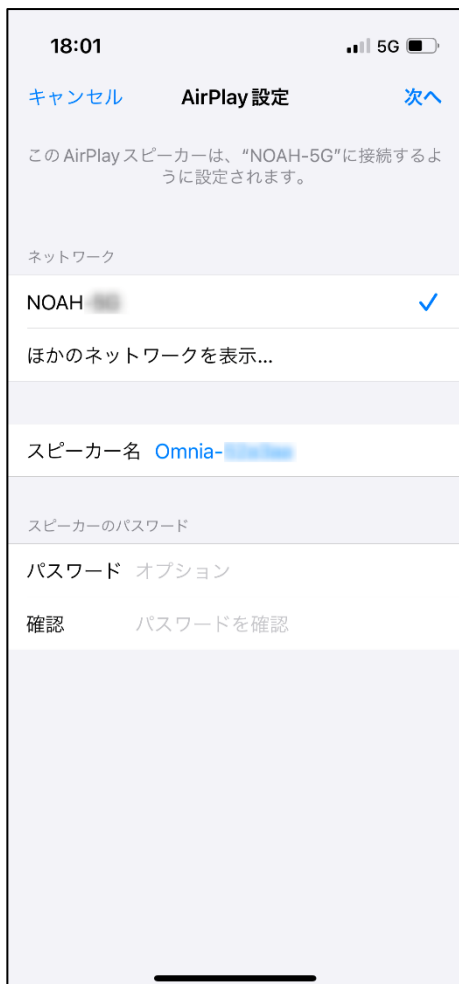 18:01
5G
キャンセル
AirPlay 設定
次へ
この AirPlay スピーカーは、“NOAH-5G”に接続するよ
うに設定されます。
ネットワーク
NOAH
ほかのネットワークを表示...
スピーカー名 Omnia-
スピーカーのパスワード
パスワード オプション
確認 パスワードを確認